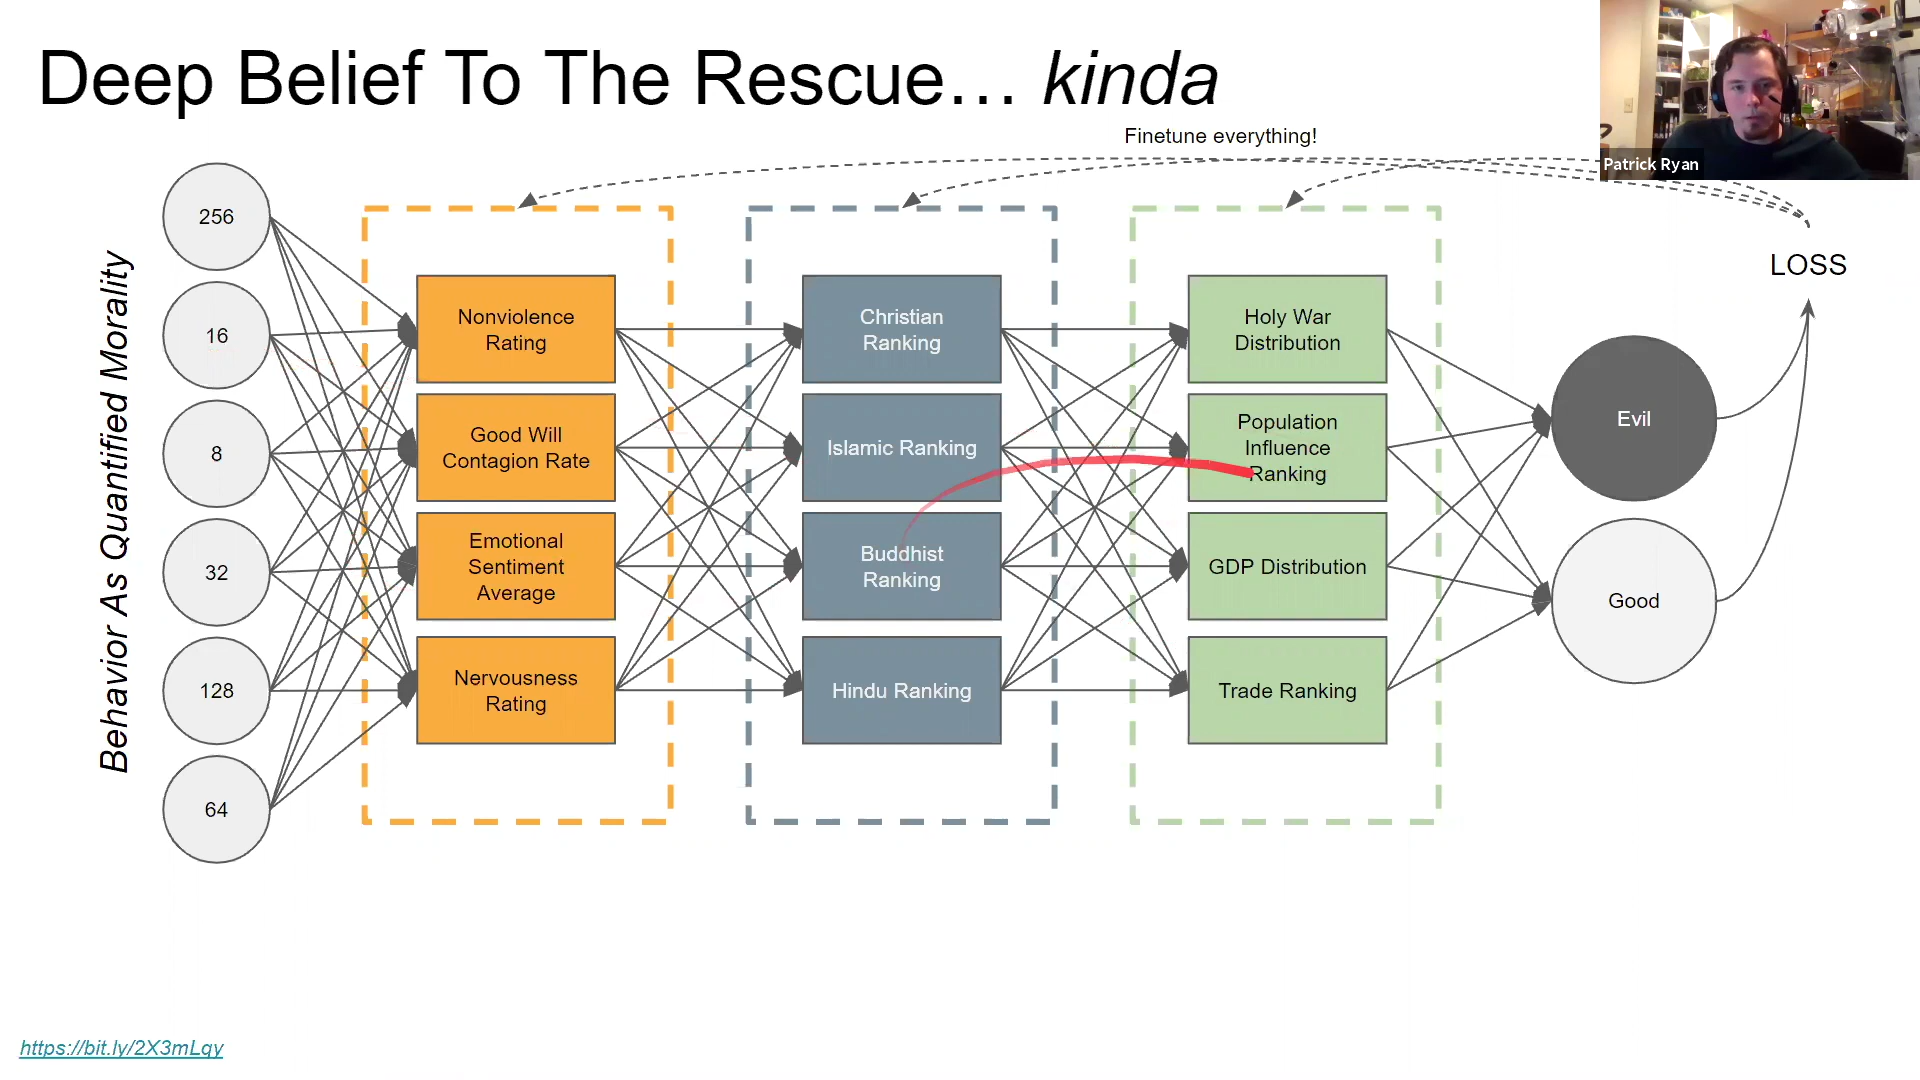 Deep Belief To The Rescue… kinda
Patrick Ryan
Finetune everything!
LOSS
Behavior As Quantified Morality
256
16
8
32
128
64
Nonviolence
Rating
Good Will
Contagion Rate
Emotional
Sentiment
Average
Nervousness
Rating
Christian
Ranking
Islamic Ranking
Buddhist
Ranking
Hindu Ranking
Holy War
Distribution
Population
Influence
Ranking
GDP Distribution
Trade Ranking
Evil
Good
https://bit.ly/2X3mLqy